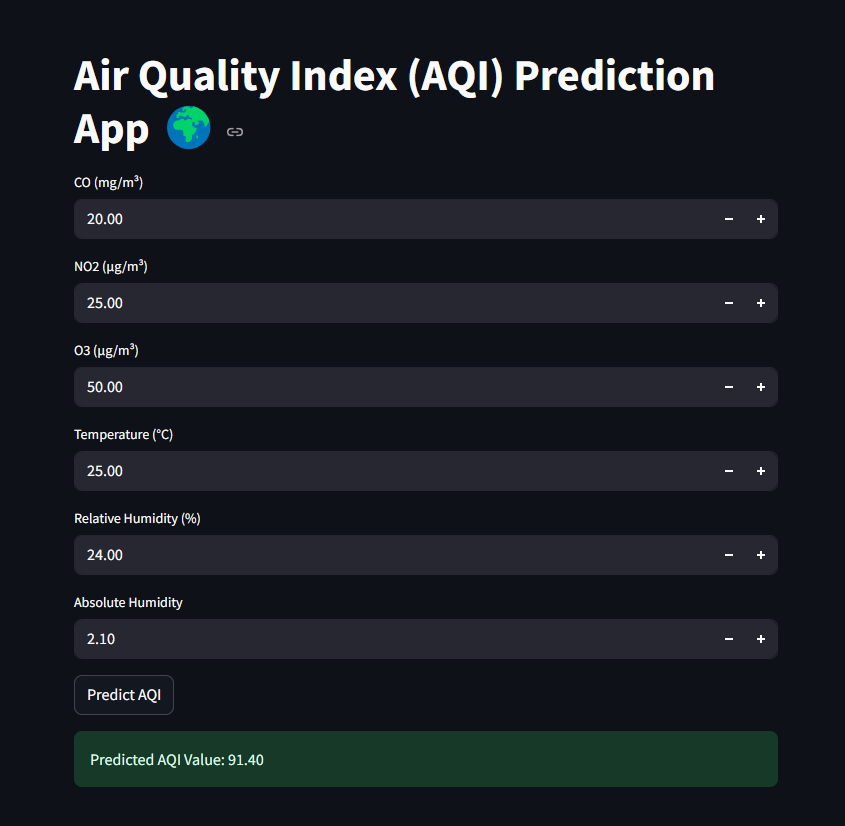 Air Quality Index (AQI) Prediction
App 🌍
CO (mg/m³)
20.00
NO2 (µg/m³)
25.00
O3 (µg/m³)
50.00
Temperature (°C)
25.00
Relative Humidity (%)
24.00
Absolute Humidity
2.10
Predict AQI
Predicted AQI Value: 91.40